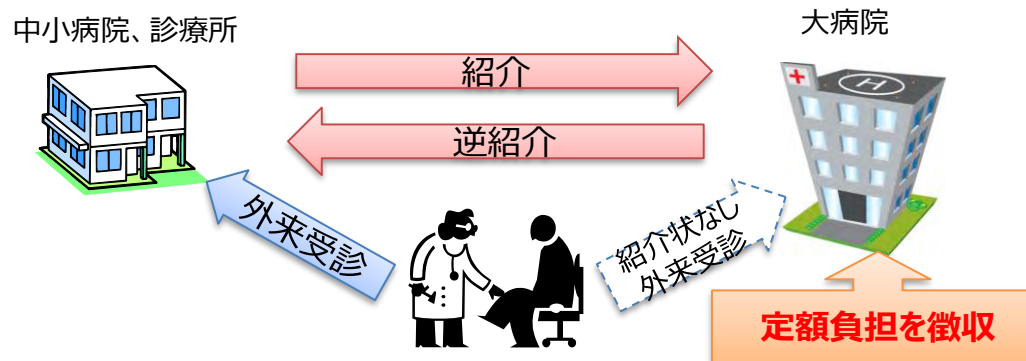 中小病院、診療所
大病院
紹介
逆紹介
外来受診
紹介状なし
外来受診
H
定額負担を徴収